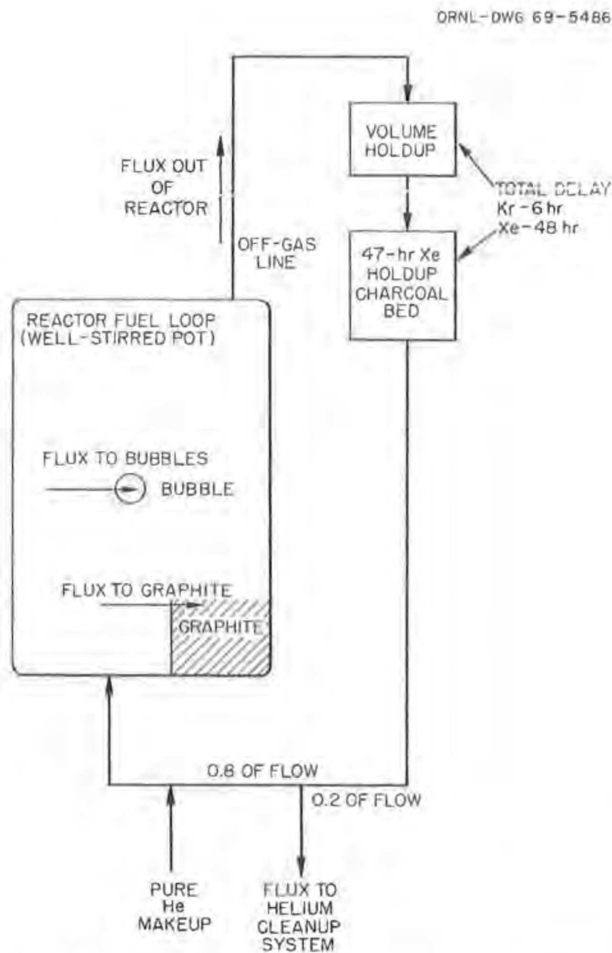 ORNL-DWG 69-5486
VOLUME
HOLDUP
FLUX OUT
OF
REACTOR
TOTAL DELAY
Kr-6 hr
Xe-48 hr
OFF-GAS
LINE
47-hr Xe
HOLDUP
CHARCOAL
BED
REACTOR FUEL LOOP
(WELL-STIRRED POT)
FLUX TO BUBBLES
BUBBLE
FLUX TO GRAPHITE
GRAPHITE
0.8 OF FLOW
0.2 OF FLOW
PURE
He
MAKEUP
FLUX TO
HELIUM
CLEANUP
SYSTEM